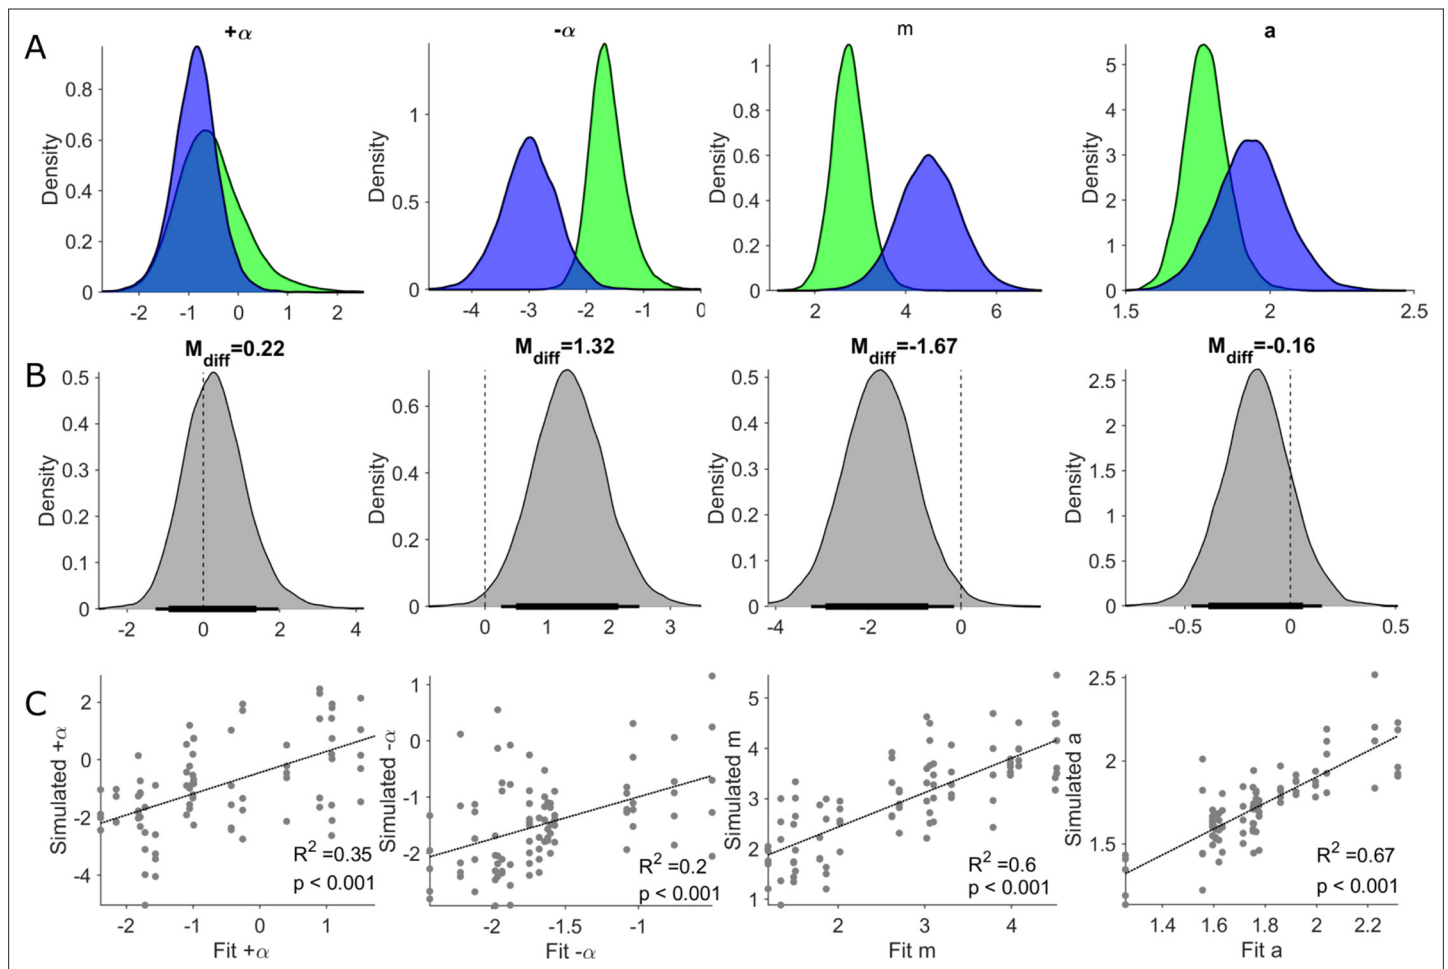 A
+α
-α
m
a
Density
0
0.2
0.4
0.6
0.8
-2
-1
0
1
2
Density
0
0.5
1
-4
-3
-2
-1
0
Density
0
0.2
0.4
0.6
0.8
1
2
4
6
Density
0
1
2
3
4
5
1.5
2
2.5
B
Mdiff=0.22
Mdiff=1.32
Mdiff=-1.67
Mdiff=-0.16
Density
0
0.1
0.2
0.3
0.4
0.5
-2
0
2
4
Density
0
0.2
0.4
0.6
0
1
2
3
Density
0
0.1
0.2
0.3
0.4
0.5
-4
-2
0
Density
0
0.5
1
1.5
2
2.5
-0.5
0
0.5
C
Simulated +α
2
0
-2
-4
-2
-1
0
1
R2=0.35
p < 0.001
Fit +α
Simulated -α
1
0
-1
-2
-2
-1.5
-1
R2=0.2
p < 0.001
Fit -α
Simulated m
5
4
3
2
1
2
3
4
R2=0.6
p < 0.001
Fit m
Simulated a
2.5
2
1.5
1.4
1.6
1.8
2
2.2
R2=0.67
p < 0.001
Fit a